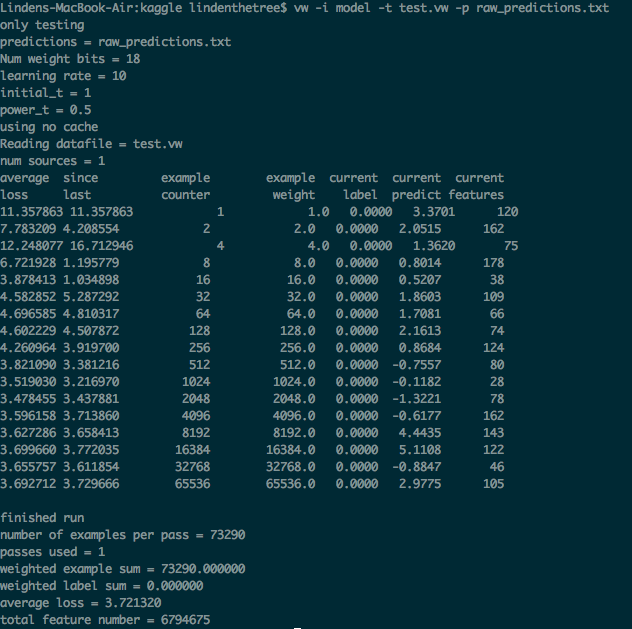 Lindens-MacBook-Air:kaggle lindenthetree$ vw -i model -t test.vw -p raw_predictions.txt
only testing
predictions = raw_predictions.txt
Num weight bits = 18
learning rate = 10
initial_t = 1
power_t = 0.5
using no cache
Reading datafile = test.vw
num sources = 1
average since example example current current current
loss last counter weight label predict features
11.357863 11.357863 1 1.0 0.0000 3.3701 120
7.783209 4.208554 2 2.0 0.0000 2.0515 162
12.248077 16.712946 4 4.0 0.0000 1.3620 75
6.721928 1.195779 8 8.0 0.0000 0.8014 178
3.878413 1.034898 16 16.0 0.0000 0.5207 38
4.582852 5.287292 32 32.0 0.0000 1.8603 109
4.696585 4.810317 64 64.0 0.0000 1.7081 66
4.602229 4.507872 128 128.0 0.0000 2.1613 74
4.260964 3.919700 256 256.0 0.0000 0.8684 124
3.821090 3.381216 512 512.0 0.0000 -0.7557 80
3.519030 3.216970 1024 1024.0 0.0000 -0.1182 28
3.478455 3.437881 2048 2048.0 0.0000 -1.3221 78
3.596158 3.713860 4096 4096.0 0.0000 -0.6177 162
3.627286 3.658413 8192 8192.0 0.0000 4.4435 143
3.699660 3.772035 16384 16384.0 0.0000 5.1108 122
3.655757 3.611854 32768 32768.0 0.0000 -0.8847 46
3.692712 3.729666 65536 65536.0 0.0000 2.9775 105
finished run
number of examples per pass = 73290
passes used = 1
weighted example sum = 73290.000000
weighted label sum = 0.000000
average loss = 3.721320
total feature number = 6794675